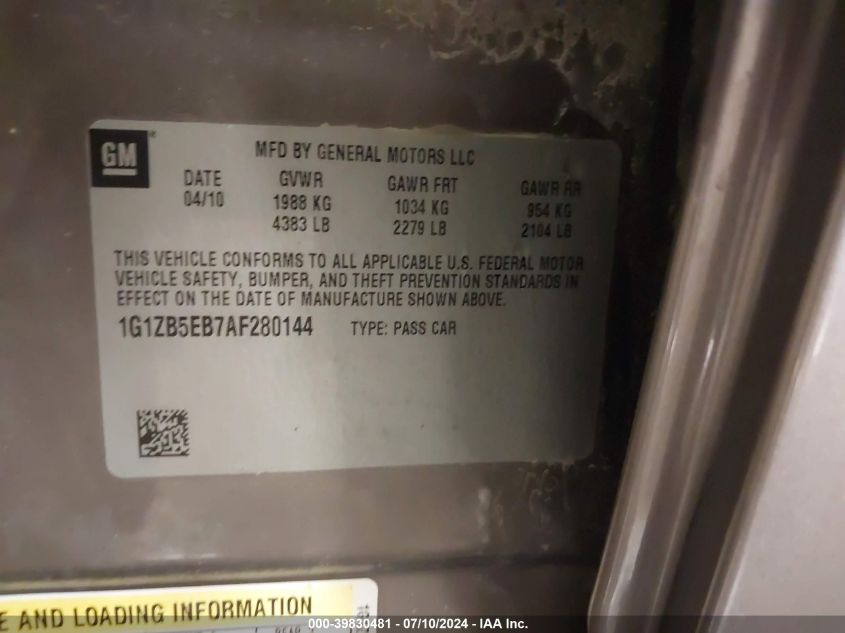 GM
MFD BY GENERAL MOTORS LLC
DATE GVWR GAWR FRT GAWR RR
04/10 1988 KG 1034 KG 954 KG
4383 LB 2279 LB 2104 LB
THIS VEHICLE CONFORMS TO ALL APPLICABLE U.S. FEDERAL MOTOR
VEHICLE SAFETY, BUMPER, AND THEFT PREVENTION STANDARDS IN
EFFECT ON THE DATE OF MANUFACTURE SHOWN ABOVE.
1G1ZB5EB7AF280144 TYPE: PASS CAR
E AND LOADING INFORMATION
000-39830481 - 07/10/2024 - IAA Inc.